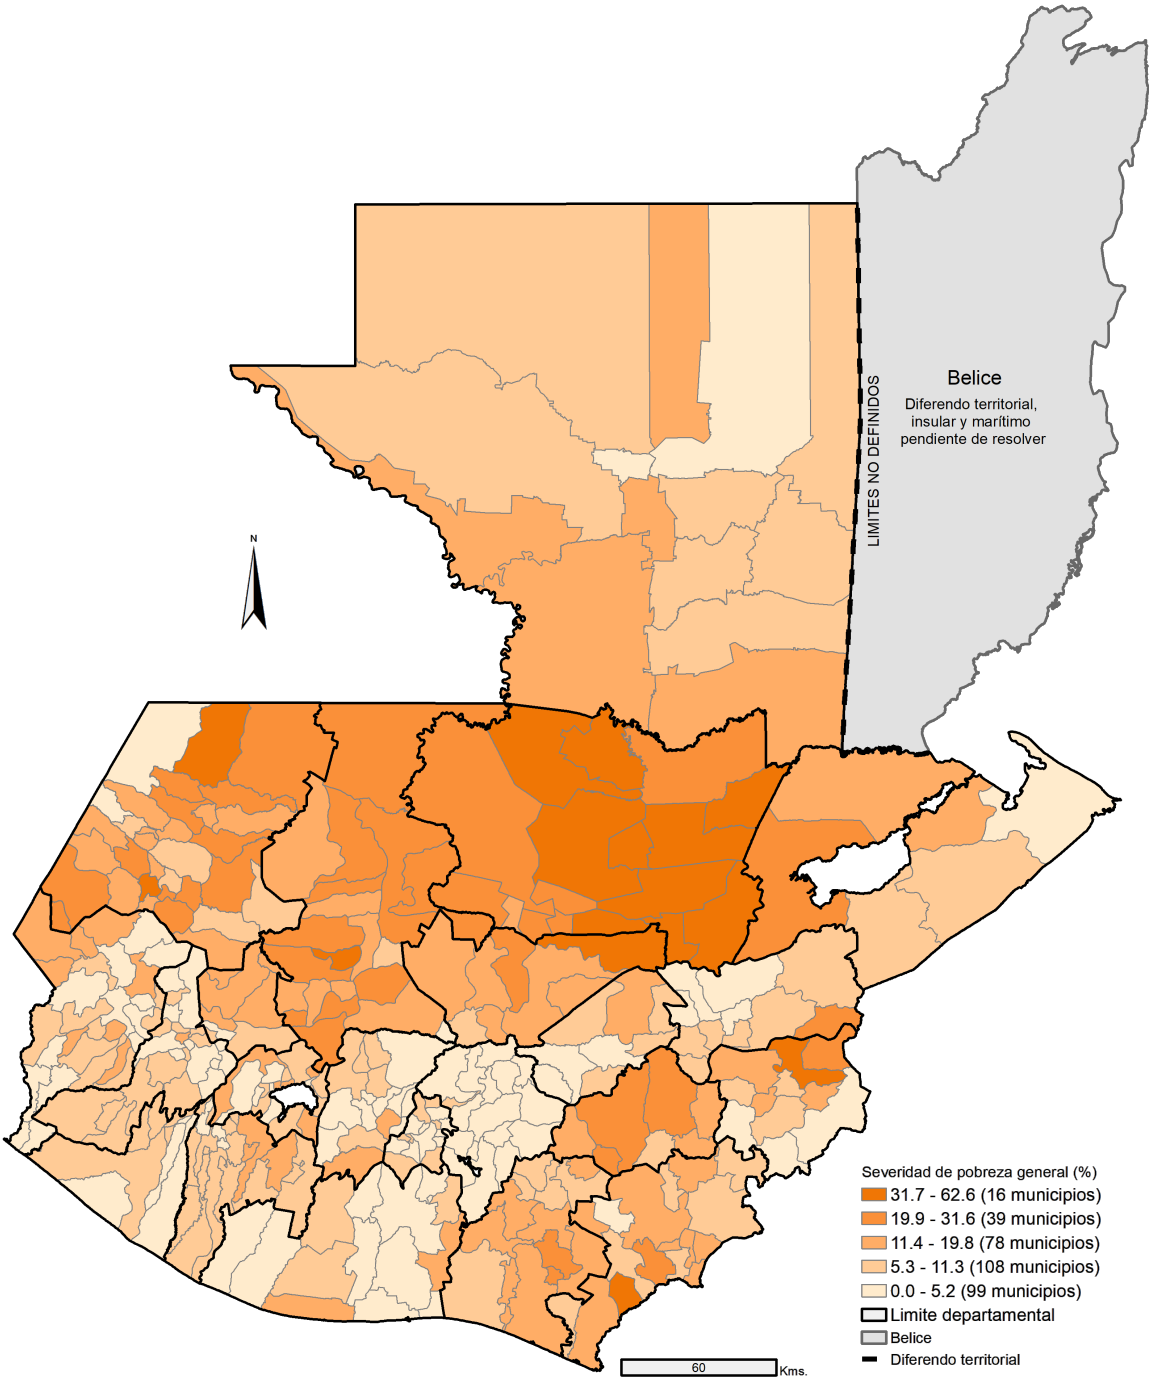 Belice
Diferendo territorial,
insular y marítimo
pendiente de resolver
LIMITES NO DEFINIDOS
N
Severidad de pobreza general (%)
31.7 - 62.6 (16 municipios)
19.9 - 31.6 (39 municipios)
11.4 - 19.8 (78 municipios)
5.3 - 11.3 (108 municipios)
0.0 - 5.2 (99 municipios)
Limite departamental
Belice
Diferendo territorial
60
Kms.